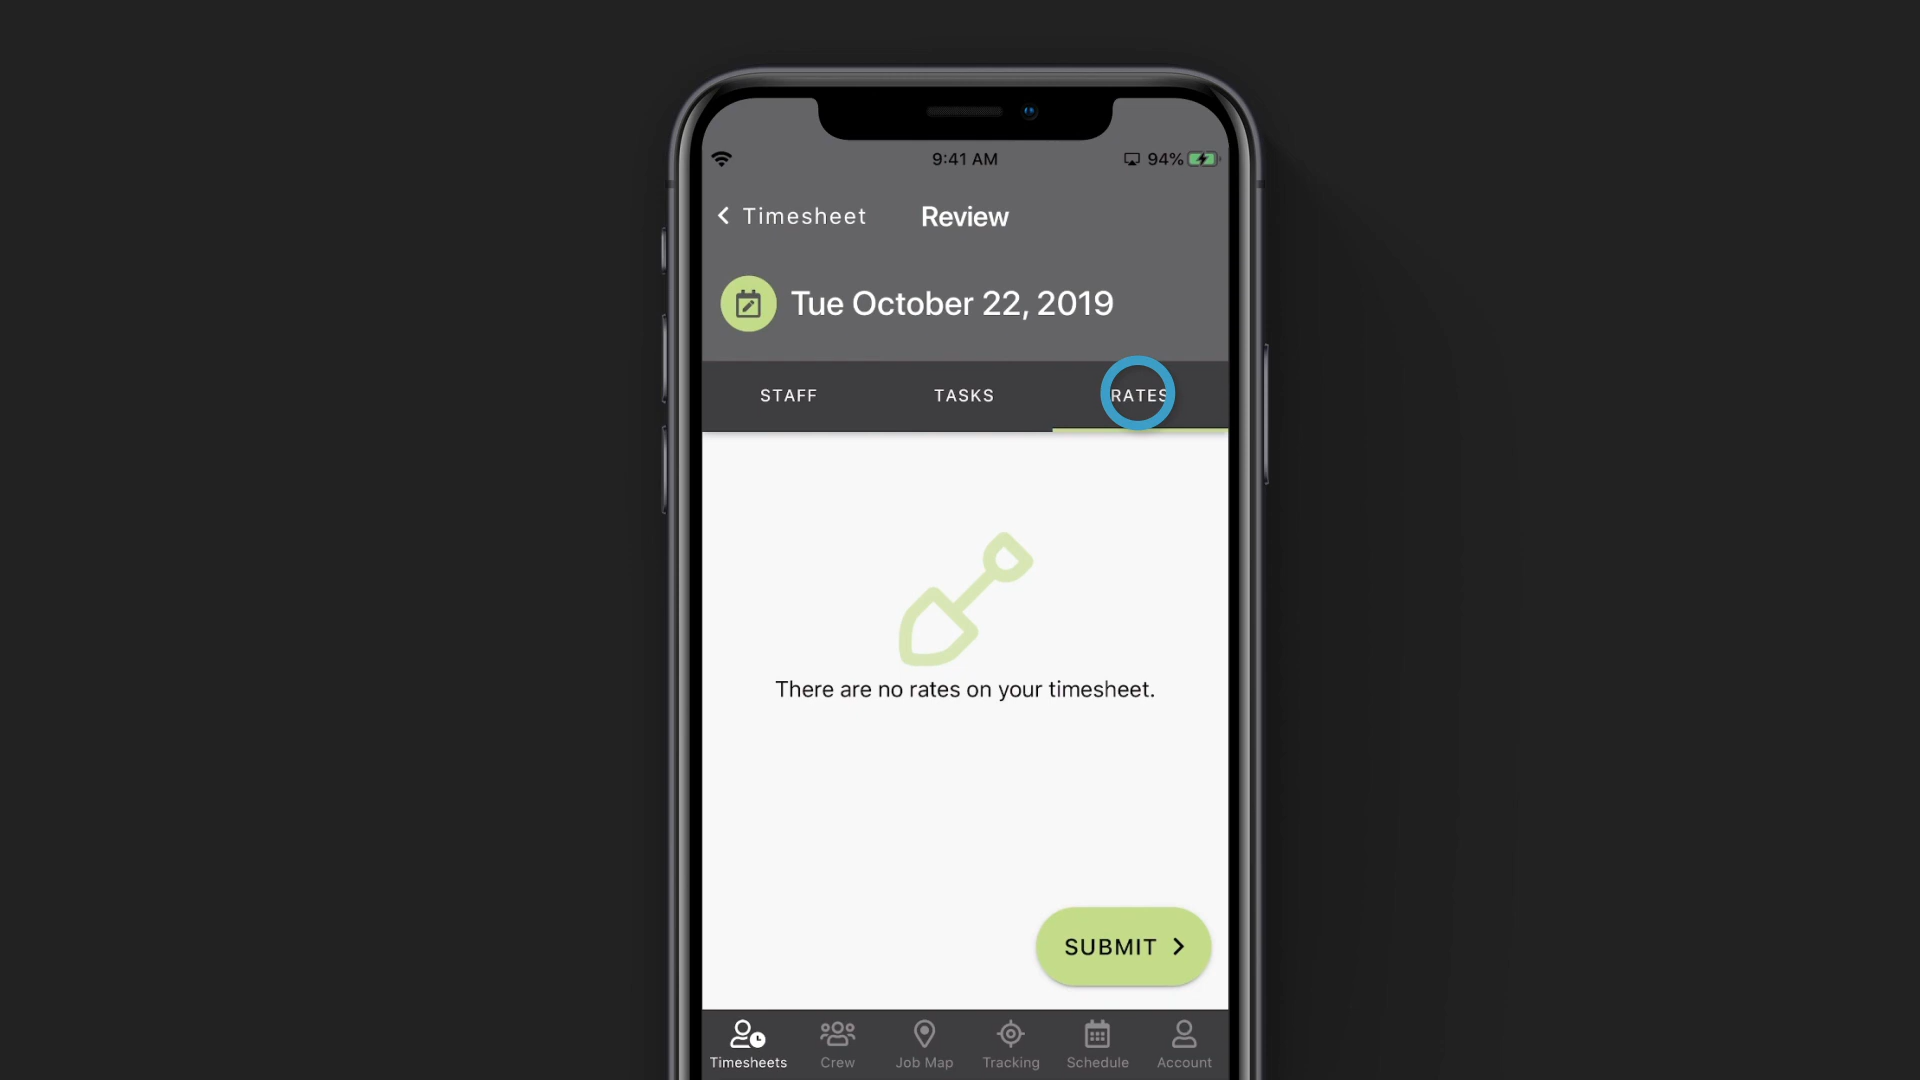 9:41 AM
94%
Timesheet
Review
Tue October 22, 2019
STAFF
TASKS
RATES
There are no rates on your timesheet.
SUBMIT
Timesheets
Crew
Job Map
Tracking
Schedule
Account